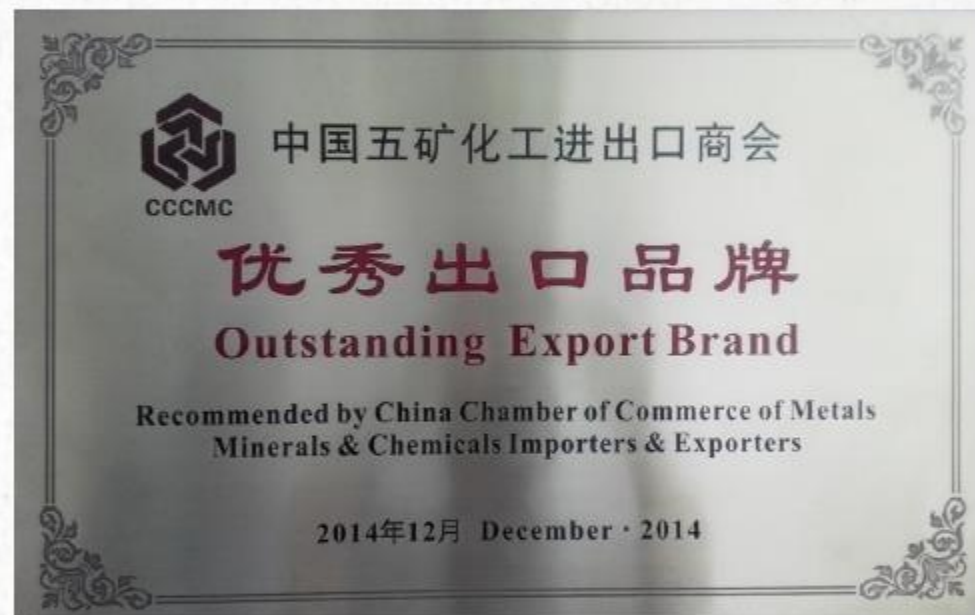 中国五矿化工进出口商会
CCCMC
优秀出口品牌
Outstanding Export Brand
Recommended by China Chamber of Commerce of Metals
Minerals & Chemicals Importers & Exporters
2014年12月 December · 2014